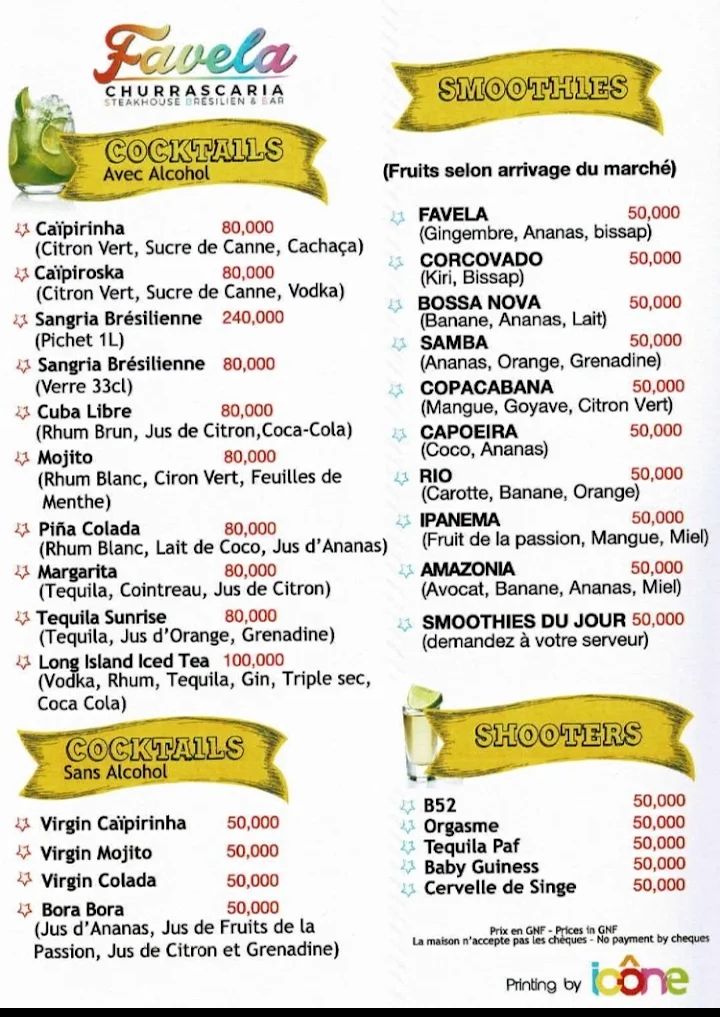 Favela
CHURRASCARIA
STEAKHOUSE BRÉSILIEN & BAR
COCKTAILS
Avec Alcohol
Caïpirinha 80,000
(Citron Vert, Sucre de Canne, Cachaça)
Caïpiroska 80,000
(Citron Vert, Sucre de Canne, Vodka)
Sangria Brésilienne 240,000
(Pichet 1L)
Sangria Brésilienne 80,000
(Verre 33cl)
Cuba Libre 80,000
(Rhum Brun, Jus de Citron,Coca-Cola)
Mojito 80,000
(Rhum Blanc, Ciron Vert, Feuilles de
Menthe)
Piña Colada 80,000
(Rhum Blanc, Lait de Coco, Jus d'Ananas)
Margarita 80,000
(Tequila, Cointreau, Jus de Citron)
Tequila Sunrise 80,000
(Tequila, Jus d'Orange, Grenadine)
Long Island Iced Tea 100,000
(Vodka, Rhum, Tequila, Gin, Triple sec,
Coca Cola)
COCKTAILS
Sans Alcohol
Virgin Caïpirinha 50,000
Virgin Mojito 50,000
Virgin Colada 50,000
Bora Bora 50,000
(Jus d'Ananas, Jus de Fruits de la
Passion, Jus de Citron et Grenadine)
SMOOTHIES
(Fruits selon arrivage du marché)
FAVELA 50,000
(Gingembre, Ananas, bissap)
CORCOVADO 50,000
(Kiri, Bissap)
BOSSA NOVA 50,000
(Banane, Ananas, Lait)
SAMBA 50,000
(Ananas, Orange, Grenadine)
COPACABANA 50,000
(Mangue, Goyave, Citron Vert)
CAPOEIRA 50,000
(Coco, Ananas)
RIO 50,000
(Carotte, Banane, Orange)
IPANEMA 50,000
(Fruit de la passion, Mangue, Miel)
AMAZONIA 50,000
(Avocat, Banane, Ananas, Miel)
SMOOTHIES DU JOUR 50,000
(demandez à votre serveur)
SHOOTERS
B52 50,000
Orgasme 50,000
Tequila Paf 50,000
Baby Guiness 50,000
Cervelle de Singe 50,000
Prix en GNF - Prices in GNF
La maison n'accepte pas les chèques - No payment by cheques
Printing by icône